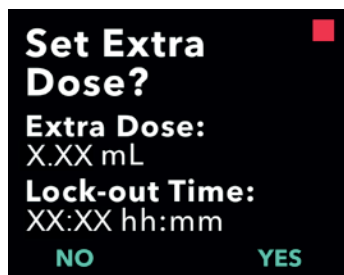 Set Extra
Dose?
Extra Dose:
X.XX mL
Lock-out Time:
XX:XX hh:mm
NO YES